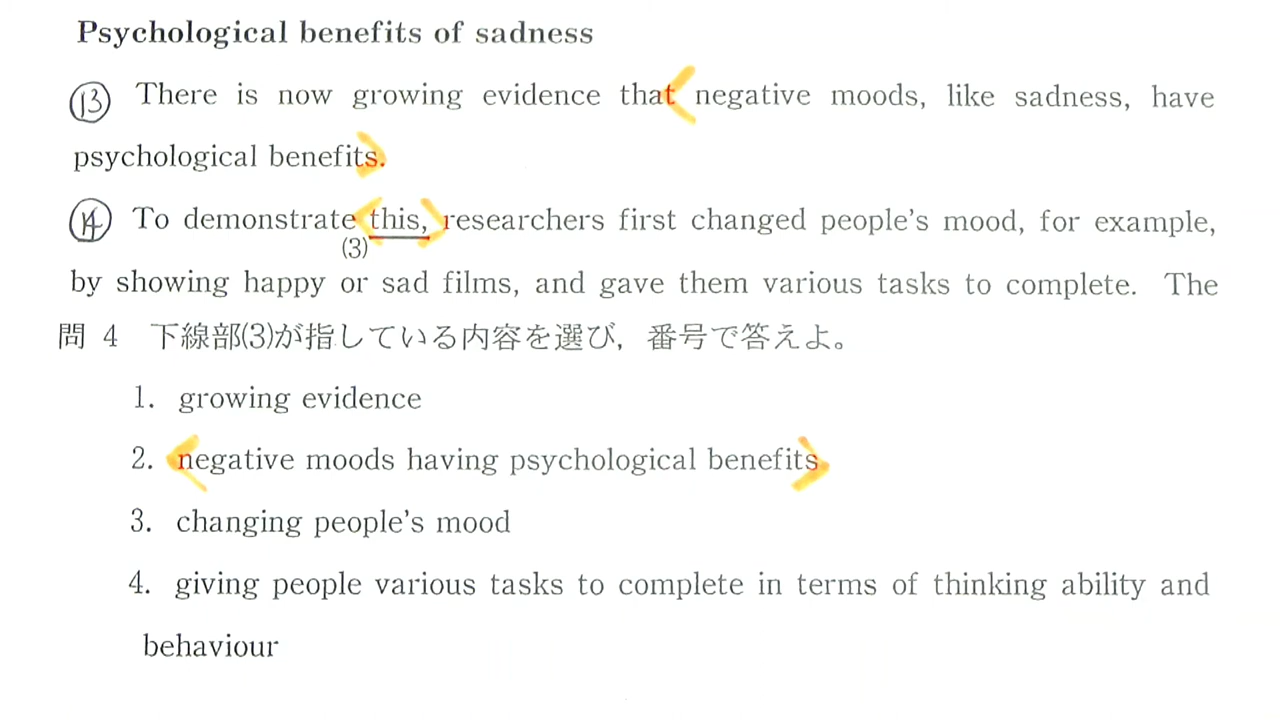 Psychological benefits of sadness
⑬ There is now growing evidence that <negative moods, like sadness, have
psychological benefits.>
⑭ To demonstrate <this,> researchers first changed people's mood, for example,
(3)
by showing happy or sad films, and gave them various tasks to complete. The
問 4 下線部(3)が指している内容を選び，番号で答えよ。
1. growing evidence
2. <negative moods having psychological benefits>
3. changing people's mood
4. giving people various tasks to complete in terms of thinking ability and
behaviour